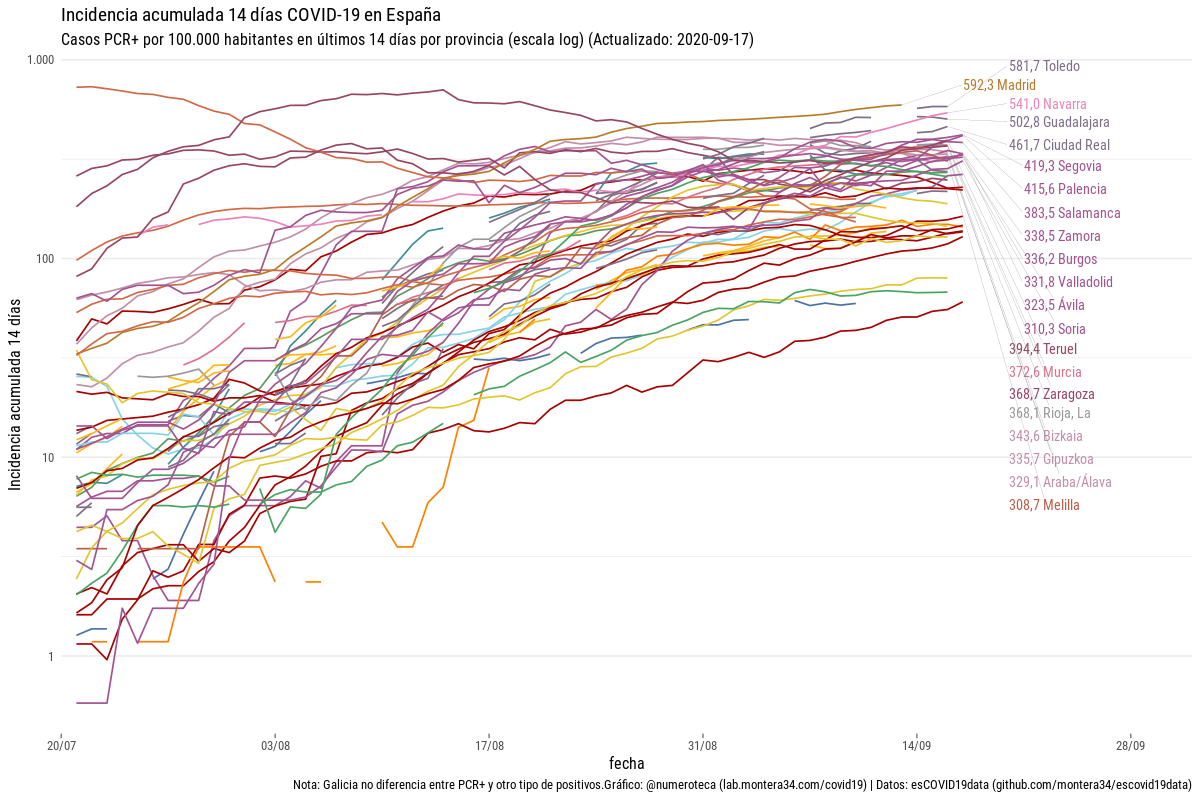 Incidencia acumulada 14 días COVID-19 en España
Casos PCR+ por 100.000 habitantes en últimos 14 días por provincia (escala log) (Actualizado: 2020-09-17)
Incidencia acumulada 14 días
1.000
100
10
1
581,7 Toledo
592,3 Madrid
541,0 Navarra
502,8 Guadalajara
461,7 Ciudad Real
419,3 Segovia
415,6 Palencia
383,5 Salamanca
338,5 Zamora
336,2 Burgos
331,8 Valladolid
323,5 Ávila
310,3 Soria
394,4 Teruel
372,6 Murcia
368,7 Zaragoza
368,1 Rioja, La
343,6 Bizkaia
335,7 Gipuzkoa
329,1 Araba/Álava
308,7 Melilla
20/07
03/08
17/08
31/08
14/09
28/09
fecha
Nota: Galicia no diferencia entre PCR+ y otro tipo de positivos.Gráfico: @numeroteca (lab.montera34.com/covid19) | Datos: esCOVID19data (github.com/montera34/escovid19data)